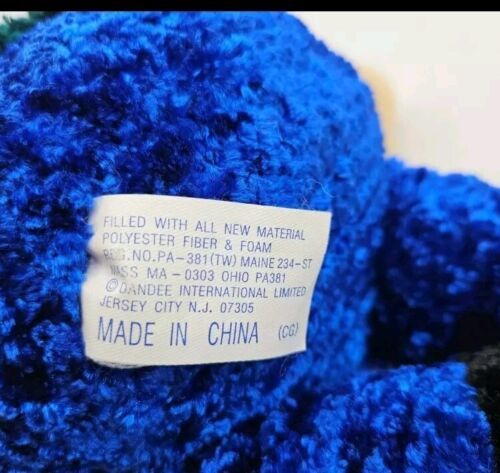 FILLED WITH ALL NEW MATERIAL
POLYESTER FIBER & FOAM
REG.NO.PA-381(TW) MAINE 234-ST
MASS MA-0303 OHIO PA381
©DANDEE INTERNATIONAL LIMITED
JERSEY CITY N.J. 07305
MADE IN CHINA (CG)